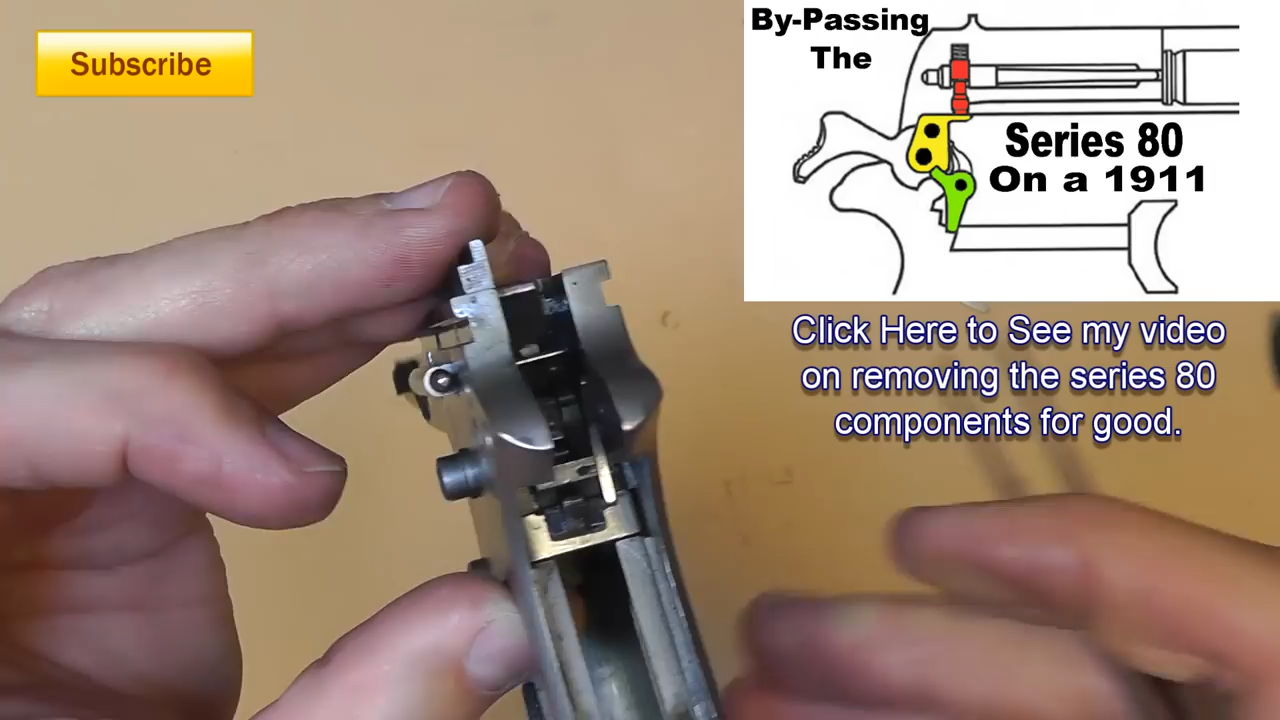 Subscribe
By-Passing
The
Series 80
On a 1911
Click Here to See my video
on removing the series 80
components for good.